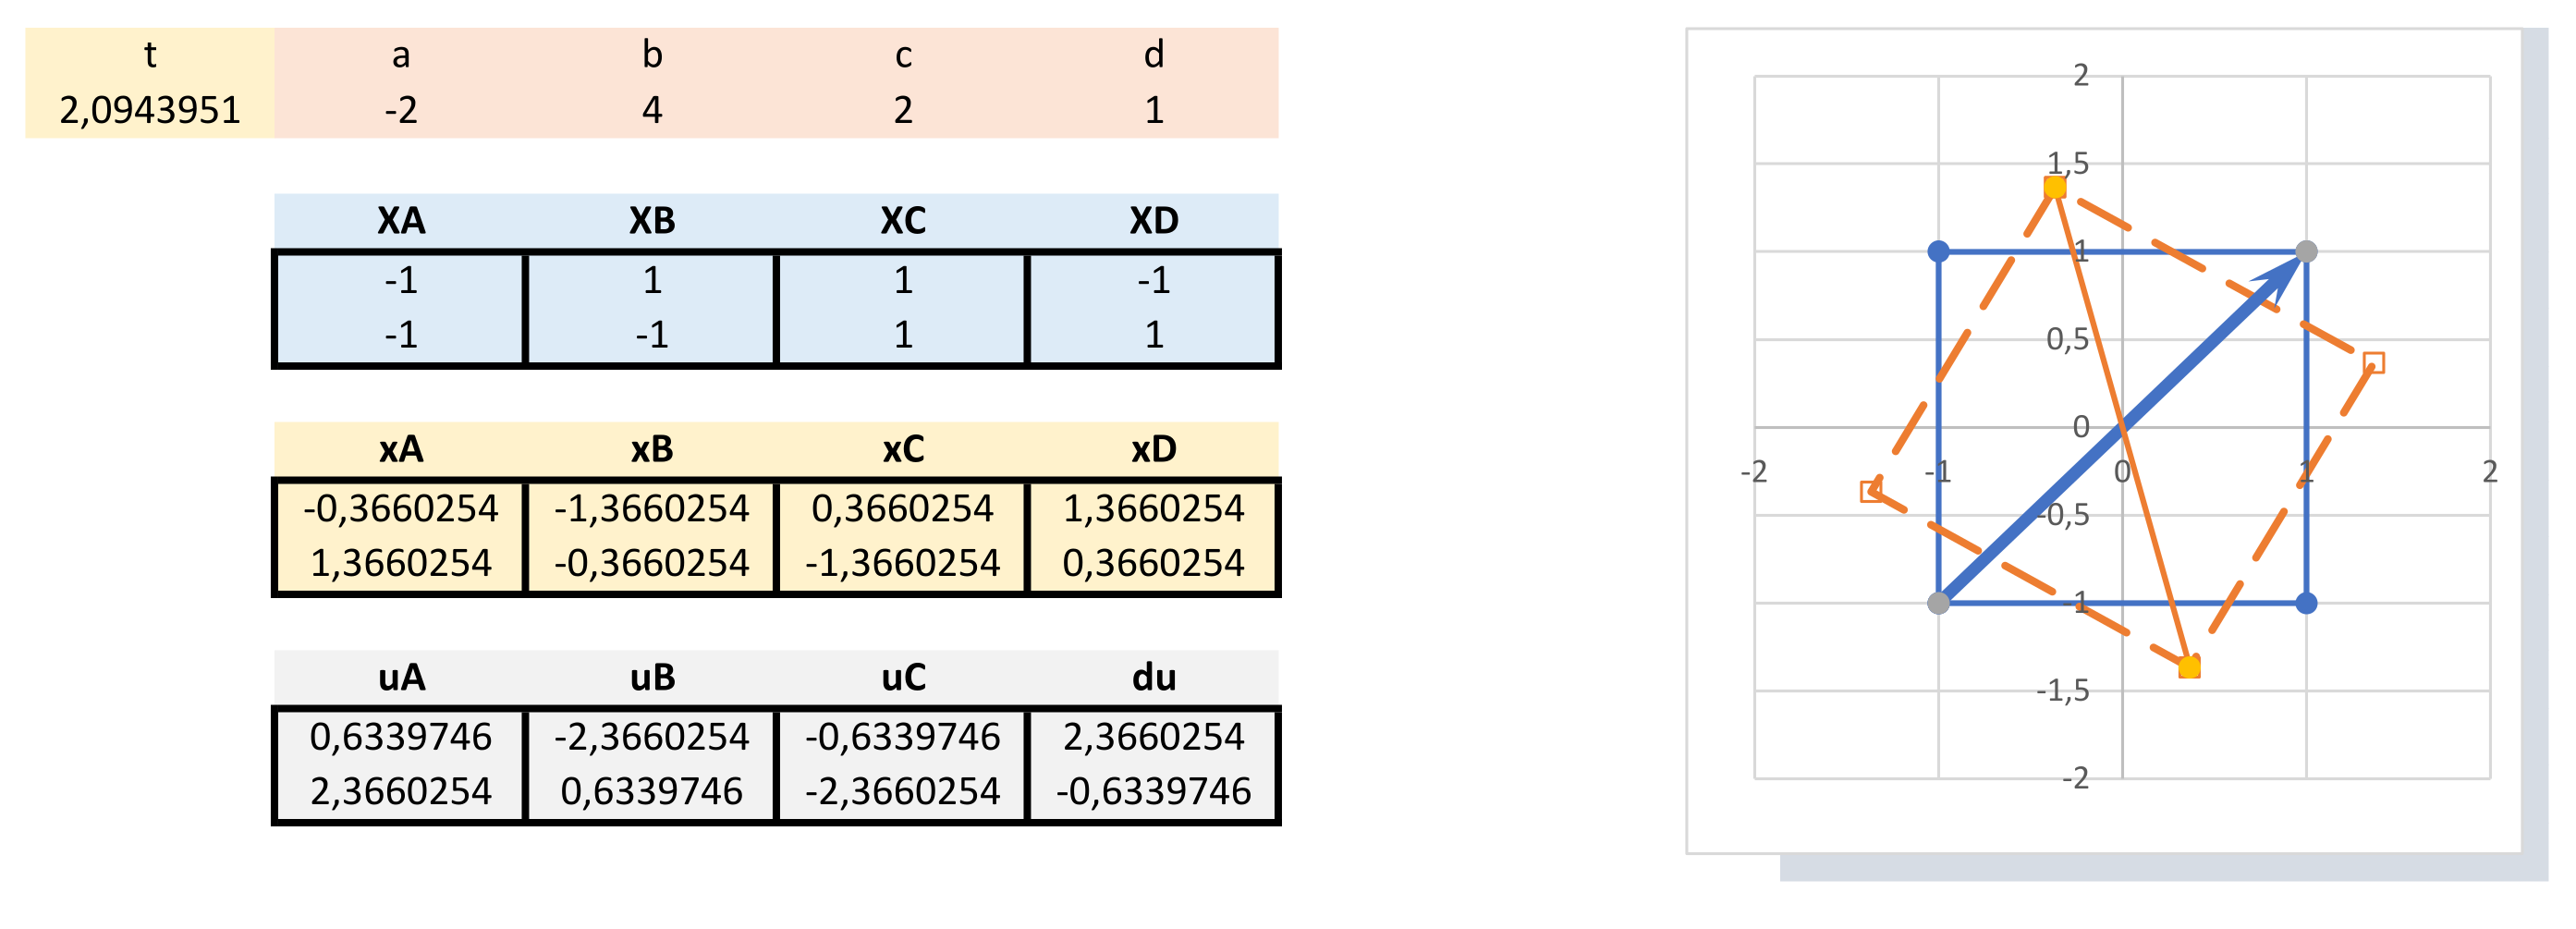 t a b c d
2,0943951 -2 4 2 1
XA XB XC XD
-1 1 1 -1
-1 -1 1 1
xA xB xC xD
-0,3660254 -1,3660254 0,3660254 1,3660254
1,3660254 -0,3660254 -1,3660254 0,3660254
uA uB uC du
0,6339746 -2,3660254 -0,6339746 2,3660254
2,3660254 0,6339746 -2,3660254 -0,6339746
2
1,5
1
0,5
0
-2 -1 0 1 2
-0,5
-1
-1,5
-2